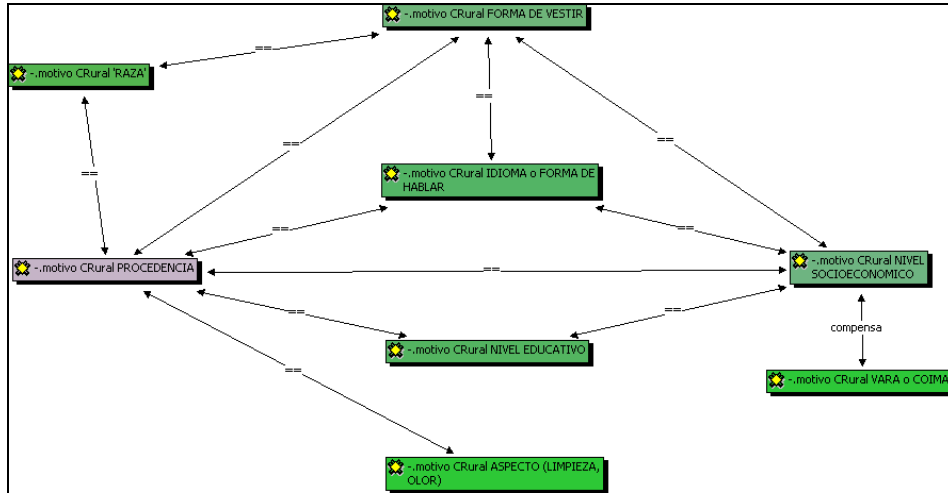 -.motivo CRural FORMA DE VESTIR
==
-.motivo CRural 'RAZA'
==
==
==
==
-.motivo CRural IDIOMA o FORMA DE
HABLAR
==
==
-.motivo CRural PROCEDENCIA
==
-.motivo CRural NIVEL
SOCIOECONOMICO
==
==
compensa
-.motivo CRural NIVEL EDUCATIVO
==
-.motivo CRural VARA o COIMA
-.motivo CRural ASPECTO (LIMPIEZA,
OLOR)